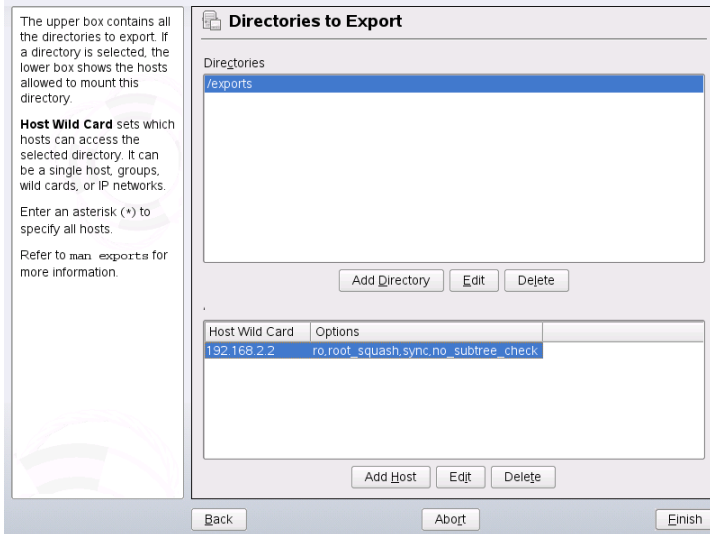 The upper box contains all
the directories to export. If
a directory is selected, the
lower box shows the hosts
allowed to mount this
directory.
Host Wild Card sets which
hosts can access the
selected directory. It can
be a single host, groups,
wild cards, or IP networks.
Enter an asterisk (*) to
specify all hosts.
Refer to man exports for
more information.
Directories to Export
Directories
/exports
Add Directory Edit Delete
Host Wild Card Options
192.168.2.2 ro,root_squash,sync,no_subtree_check
Add Host Edit Delete
Back Abort Finish